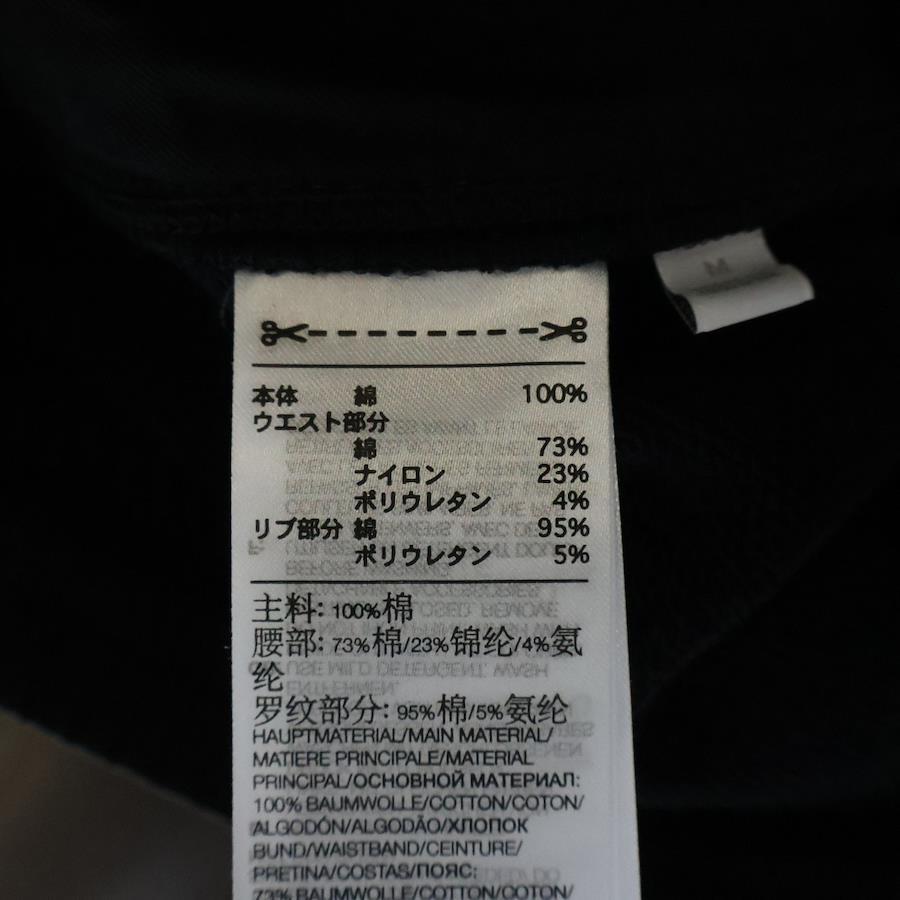 M
本体 綿 100%
ウエスト部分
綿 73%
ナイロン 23%
ポリウレタン 4%
リブ部分 綿 95%
ポリウレタン 5%
主料: 100%棉
腰部: 73%棉/23%锦纶/4%氨
纶
罗纹部分: 95%棉/5%氨纶
HAUPTMATERIAL/MAIN MATERIAL/
MATIERE PRINCIPALE/MATERIAL
PRINCIPAL/ОСНОВНОЙ МАТЕРИАЛ:
100% BAUMWOLLE/COTTON/COTON/
ALGODÓN/ALGODÃO/ХЛОПОК
BUND/WAISTBAND/CEINTURE/
PRETINA/COSTAS/ПОЯС:
73% BAUMWOLLE/COTTON/COTON/